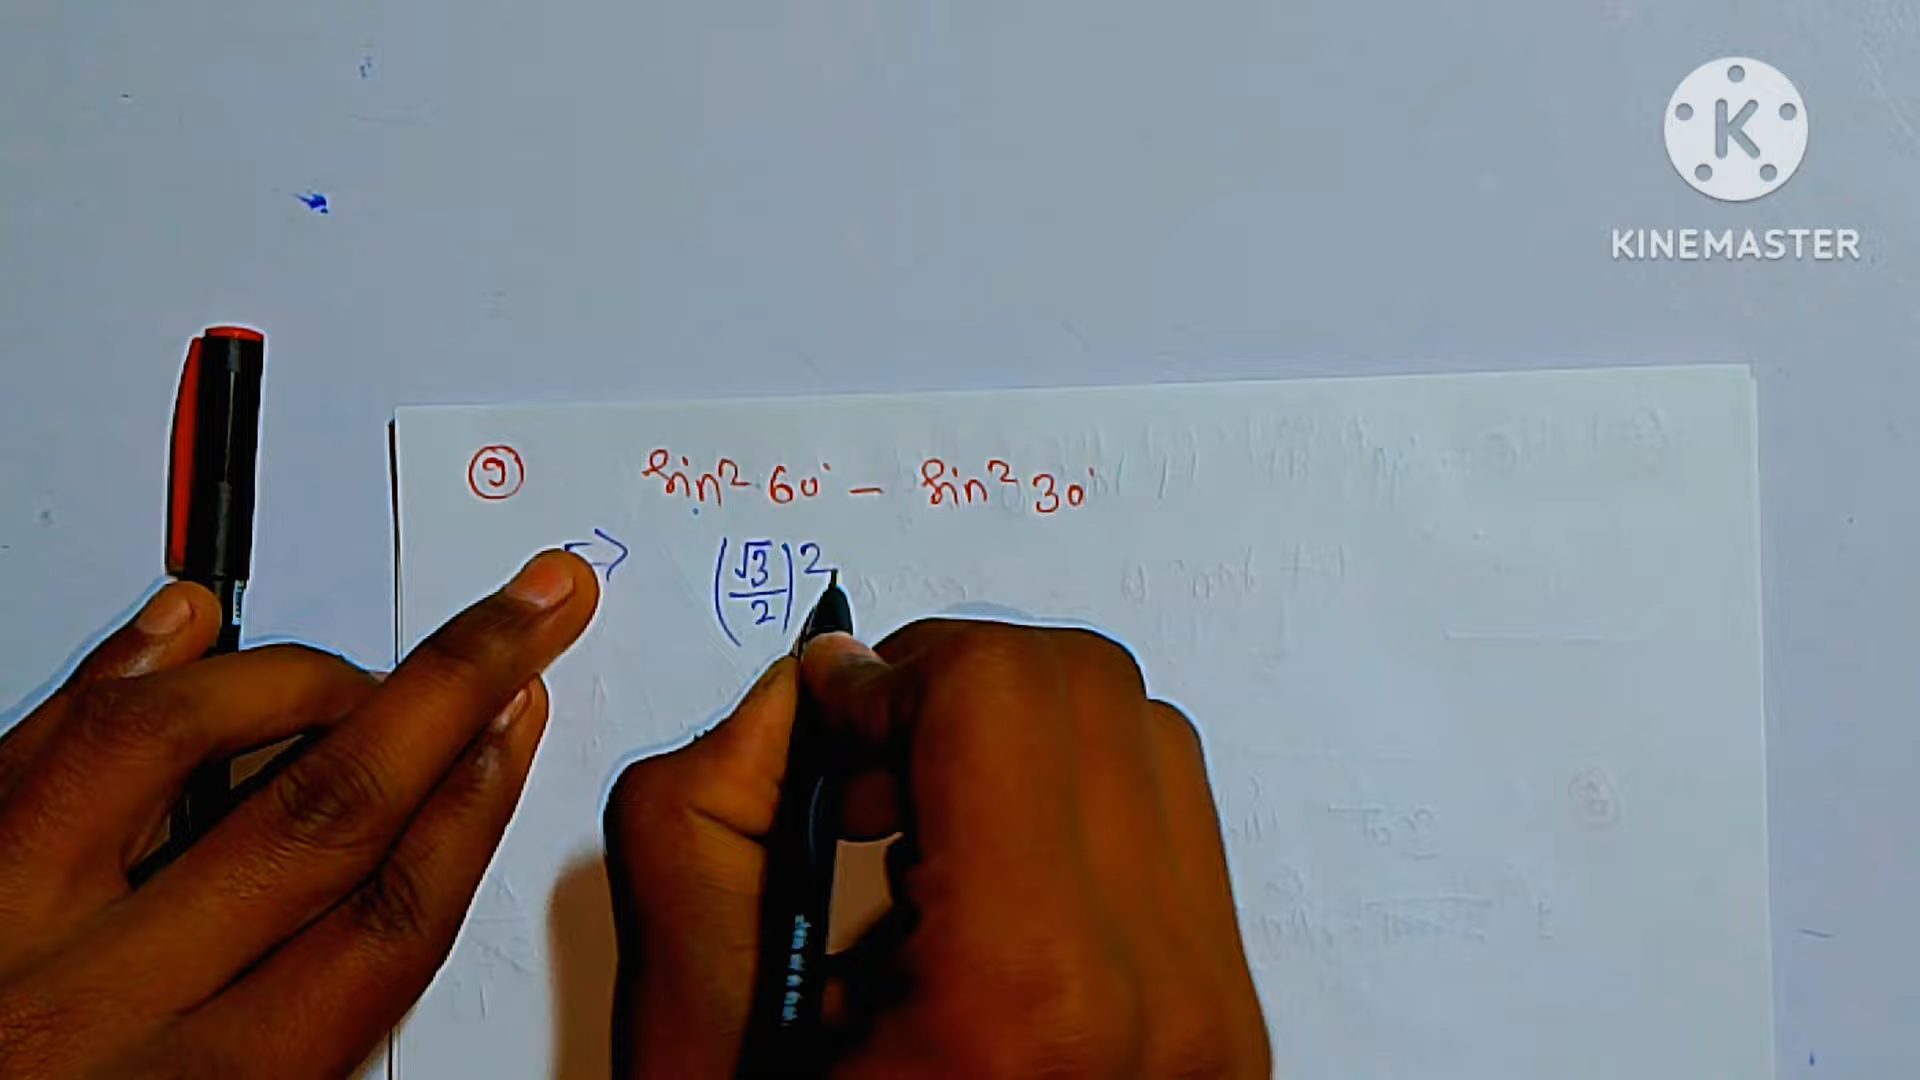 KINEMASTER
⑨ sin² 60° – sin² 30°
⇒ (√3/2)2